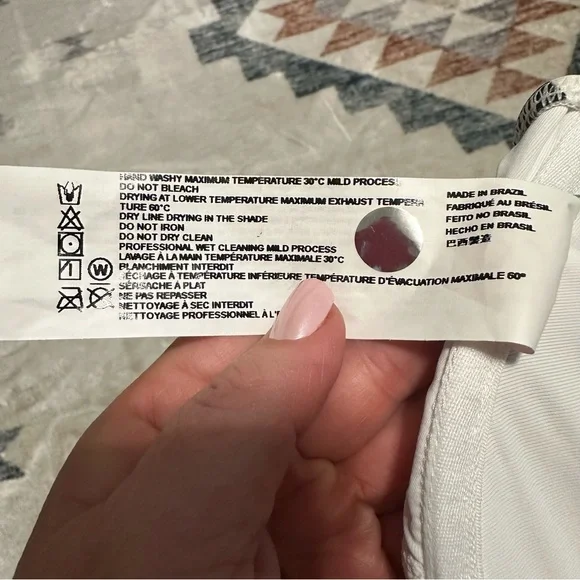 HAND WASHY MAXIMUM TEMPERATURE 30°C MILD PROCES
DO NOT BLEACH
DRYING AT LOWER TEMPERATURE MAXIMUM EXHAUST TEMPERA
TURE 60°C
DRY LINE DRYING IN THE SHADE
DO NOT IRON
DO NOT DRY CLEAN
PROFESSIONAL WET CLEANING MILD PROCESS
LAVAGE À LA MAIN TEMPÉRATURE MAXIMALE 30°C
BLANCHIMENT INTERDIT
SÉCHAGE À TEMPÉRATURE INFÉRIEURE TEMPÉRATURE D'ÉVACUATION MAXIMALE 60°
SÉRSACHE À PLAT
NE PAS REPASSER
NETTOYAGE À SEC INTERDIT
NETTOYAGE PROFESSIONNEL À
W
MADE IN BRAZIL
FABRIQUÉ AU BRÉSIL
FEITO NO BRASIL
HECHO EN BRASIL
巴西製造